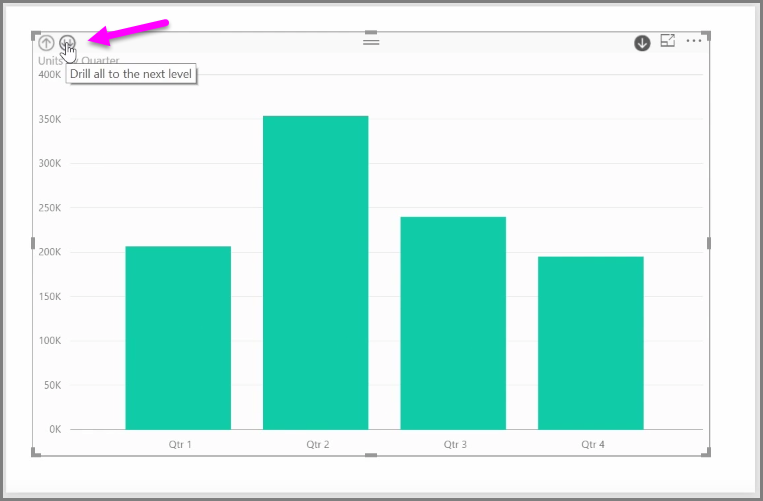 Units by Quarter
Drill all to the next level
400K
350K
300K
250K
200K
150K
100K
50K
0K
Qtr 1 Qtr 2 Qtr 3 Qtr 4